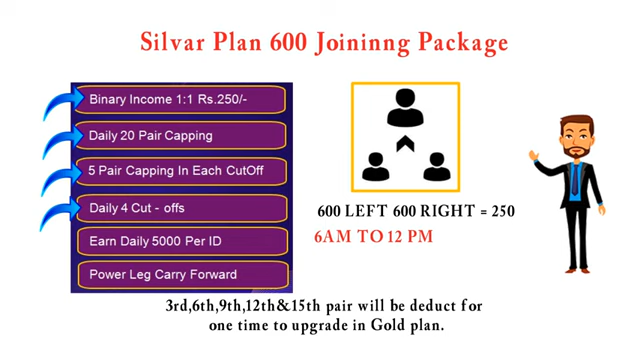 Silvar Plan 600 Joininng Package
Binary Income 1:1 Rs.250/-
Daily 20 Pair Capping
5 Pair Capping In Each CutOff
Daily 4 Cut - offs
Earn Daily 5000 Per ID
Power Leg Carry Forward
600 LEFT 600 RIGHT = 250
6AM TO 12 PM
3rd,6th,9th,12th&15th pair will be deduct for
one time to upgrade in Gold plan.